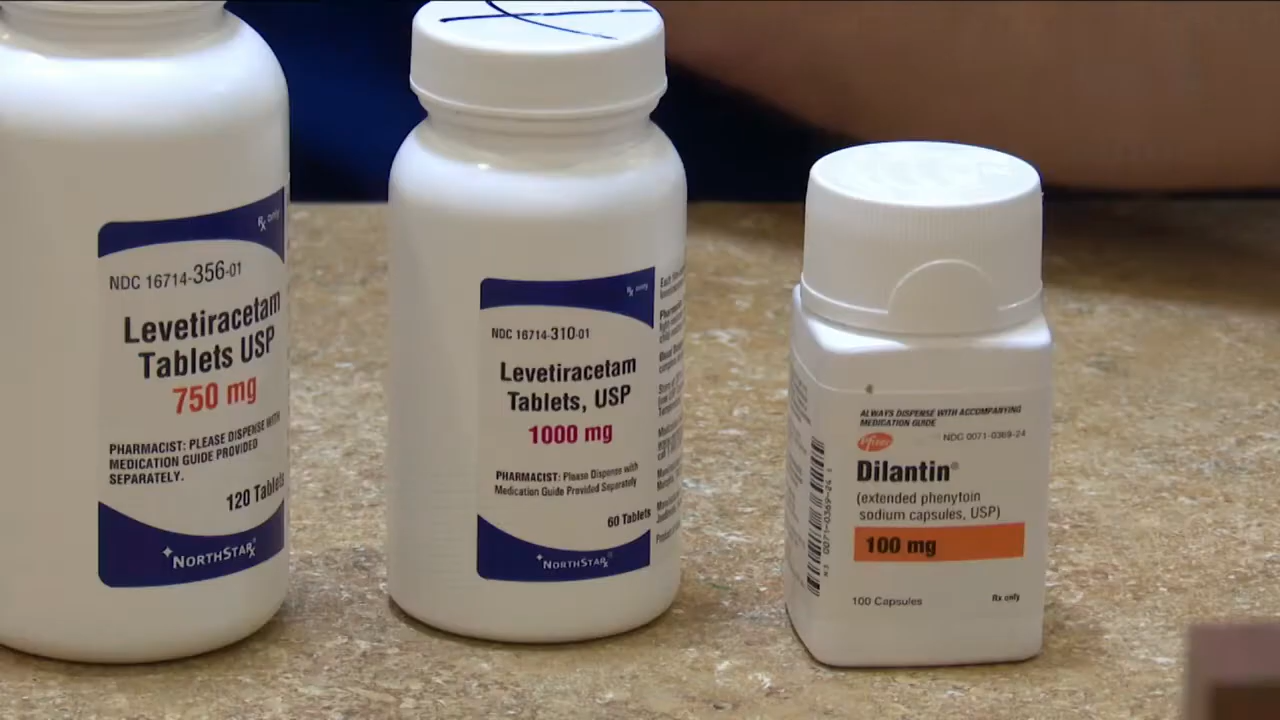 Rx only
NDC 16714-356-01
Levetiracetam
Tablets USP
750 mg
PHARMACIST: PLEASE DISPENSE WITH
MEDICATION GUIDE PROVIDED
SEPARATELY.
120 Tablets
NORTHSTARx®
Rx only
NDC 16714-310-01
Levetiracetam
Tablets, USP
1000 mg
PHARMACIST: Please Dispense with
Medication Guide Provided Separately
60 Tablets
NORTHSTARx®
ALWAYS DISPENSE WITH ACCOMPANYING
MEDICATION GUIDE
Pfizer
NDC 0071-0369-24
Dilantin®
(extended phenytoin
sodium capsules, USP)
100 mg
100 Capsules
Rx only